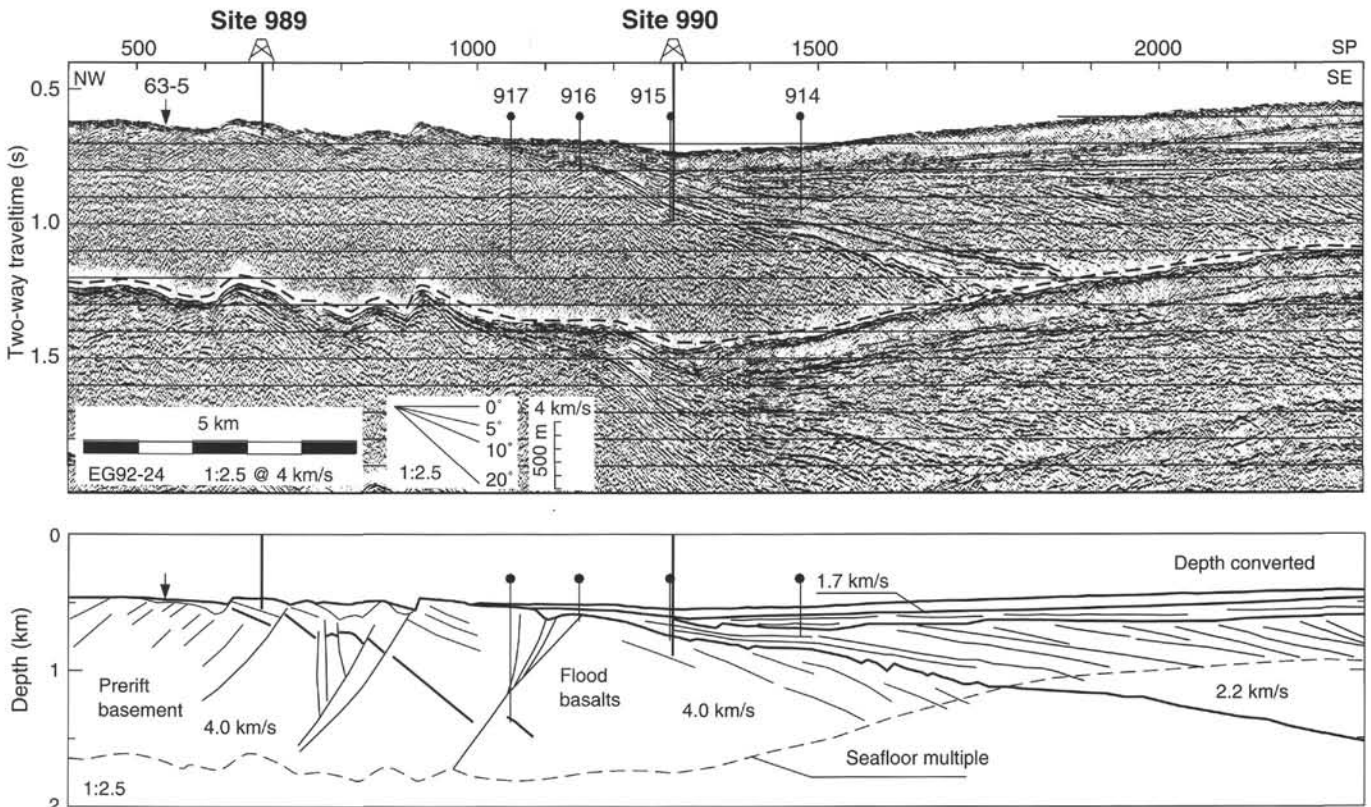 Site 989
Site 990
500
1000
1500
2000
SP
NW
SE
63-5
917
916
915
914
0.5
1.0
1.5
Two-way traveltime (s)
5 km
EG92-24
1:2.5 @ 4 km/s
0°
5°
10°
20°
1:2.5
4 km/s
500 m
0
1
2
Depth (km)
Depth converted
1.7 km/s
Prerift
basement
4.0 km/s
Flood
basalts
4.0 km/s
2.2 km/s
Seafloor multiple
1:2.5